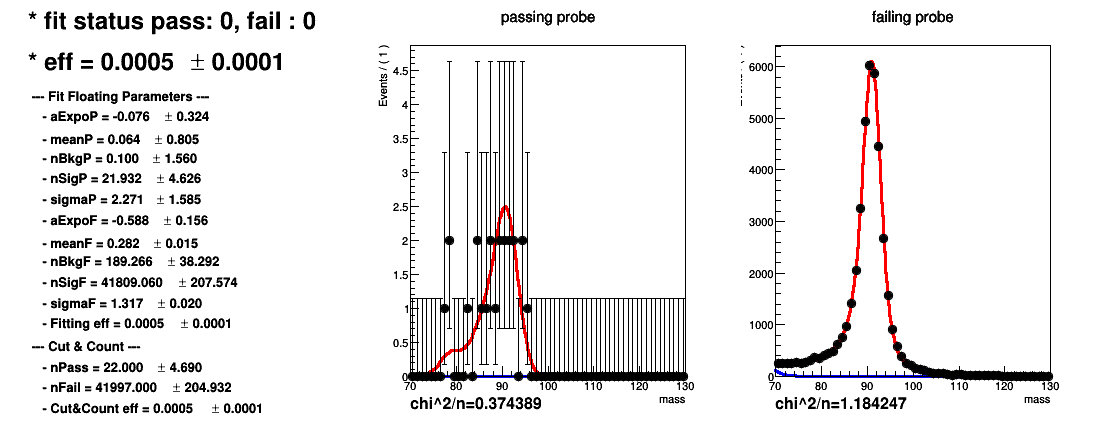 * fit status pass: 0, fail : 0
* eff = 0.0005 ± 0.0001
--- Fit Floating Parameters ---
- aExpoP = -0.076 ± 0.324
- meanP = 0.064 ± 0.805
- nBkgP = 0.100 ± 1.560
- nSigP = 21.932 ± 4.626
- sigmaP = 2.271 ± 1.585
- aExpoF = -0.588 ± 0.156
- meanF = 0.282 ± 0.015
- nBkgF = 189.266 ± 38.292
- nSigF = 41809.060 ± 207.574
- sigmaF = 1.317 ± 0.020
- Fitting eff = 0.0005 ± 0.0001
--- Cut & Count ---
- nPass = 22.000 ± 4.690
- nFail = 41997.000 ± 204.932
- Cut&Count eff = 0.0005 ± 0.0001
passing probe
Events / ( 1 )
4.5
4
3.5
3
2.5
2
1.5
1
0.5
0
70 80 90 100 110 120 130
mass
chi^2/n=0.374389
failing probe
6000
5000
4000
3000
2000
1000
0
70 80 90 100 110 120 130
mass
chi^2/n=1.184247